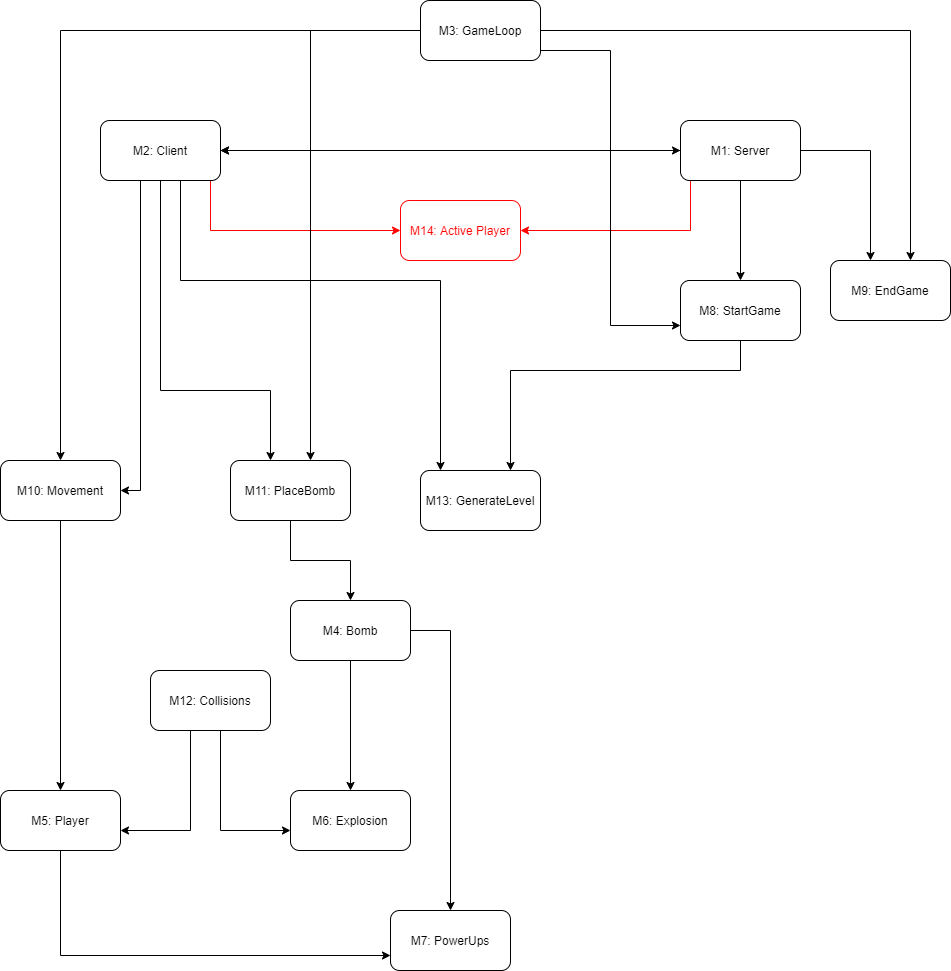 M3: GameLoop
M2: Client
M1: Server
M14: Active Player
M9: EndGame
M8: StartGame
M10: Movement
M11: PlaceBomb
M13: GenerateLevel
M4: Bomb
M12: Collisions
M5: Player
M6: Explosion
M7: PowerUps